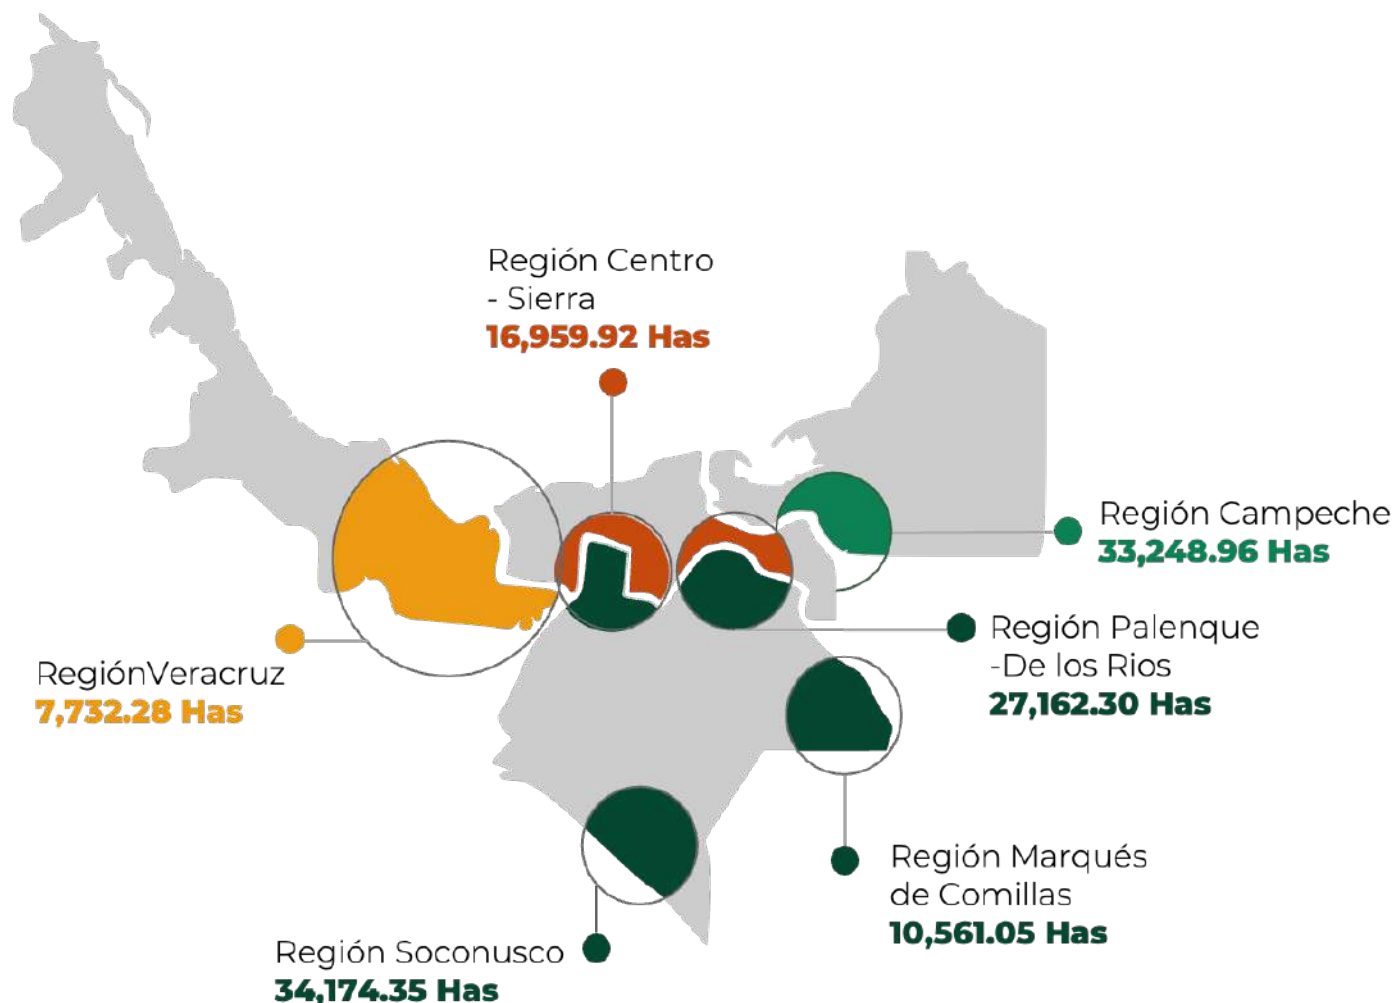 Región Centro
- Sierra
16,959.92 Has
Región Campeche
33,248.96 Has
Región Palenque
-De los Rios
27,162.30 Has
RegiónVeracruz
7,732.28 Has
Región Marqués
de Comillas
10,561.05 Has
Región Soconusco
34,174.35 Has